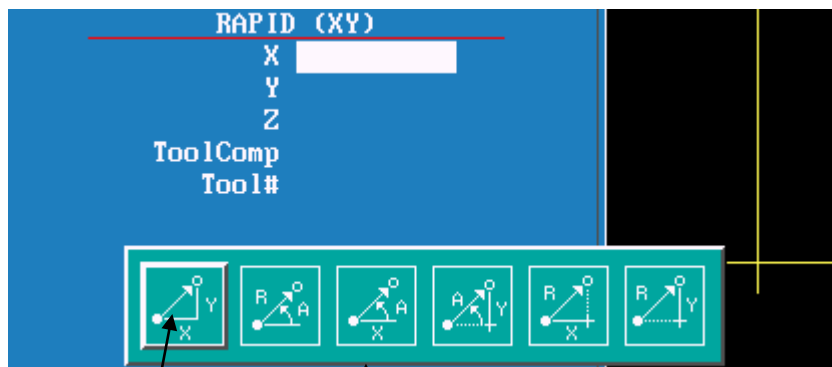 RAPID (XY)
X
Y
Z
ToolComp
Tool#
Y X
R A
A X
A Y
R X
R Y